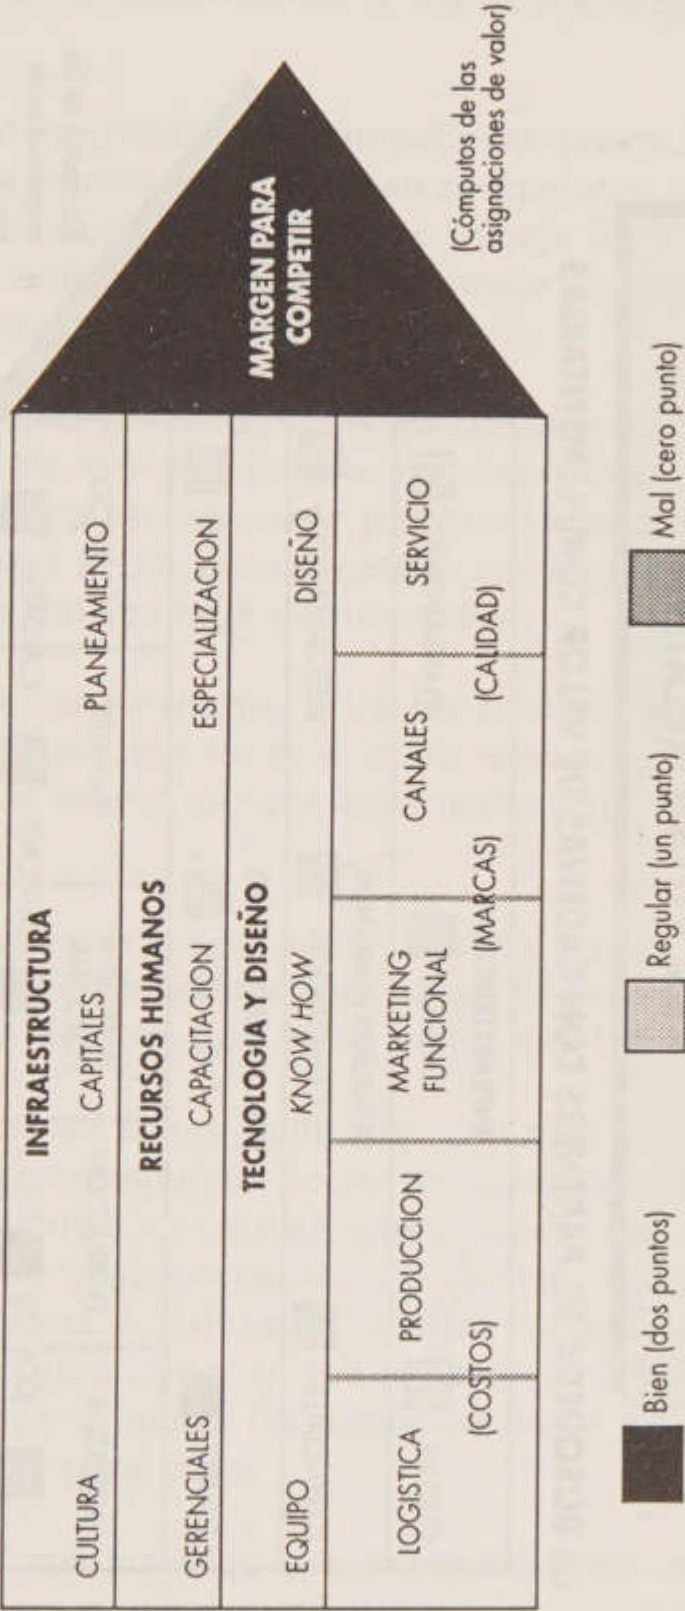 INFRAESTRUCTURA
CULTURA CAPITALES PLANEAMIENTO
RECURSOS HUMANOS
GERENCIALES CAPACITACION ESPECIALIZACION
TECNOLOGIA Y DISEÑO
EQUIPO KNOW HOW DISEÑO
LOGISTICA
PRODUCCION
MARKETING
FUNCIONAL
CANALES
SERVICIO
(COSTOS)
(MARCAS)
(CALIDAD)
MARGEN PARA
COMPETIR
(Cómputos de las
asignaciones de valor)
Bien (dos puntos)
Regular (un punto)
Mal (cero punto)